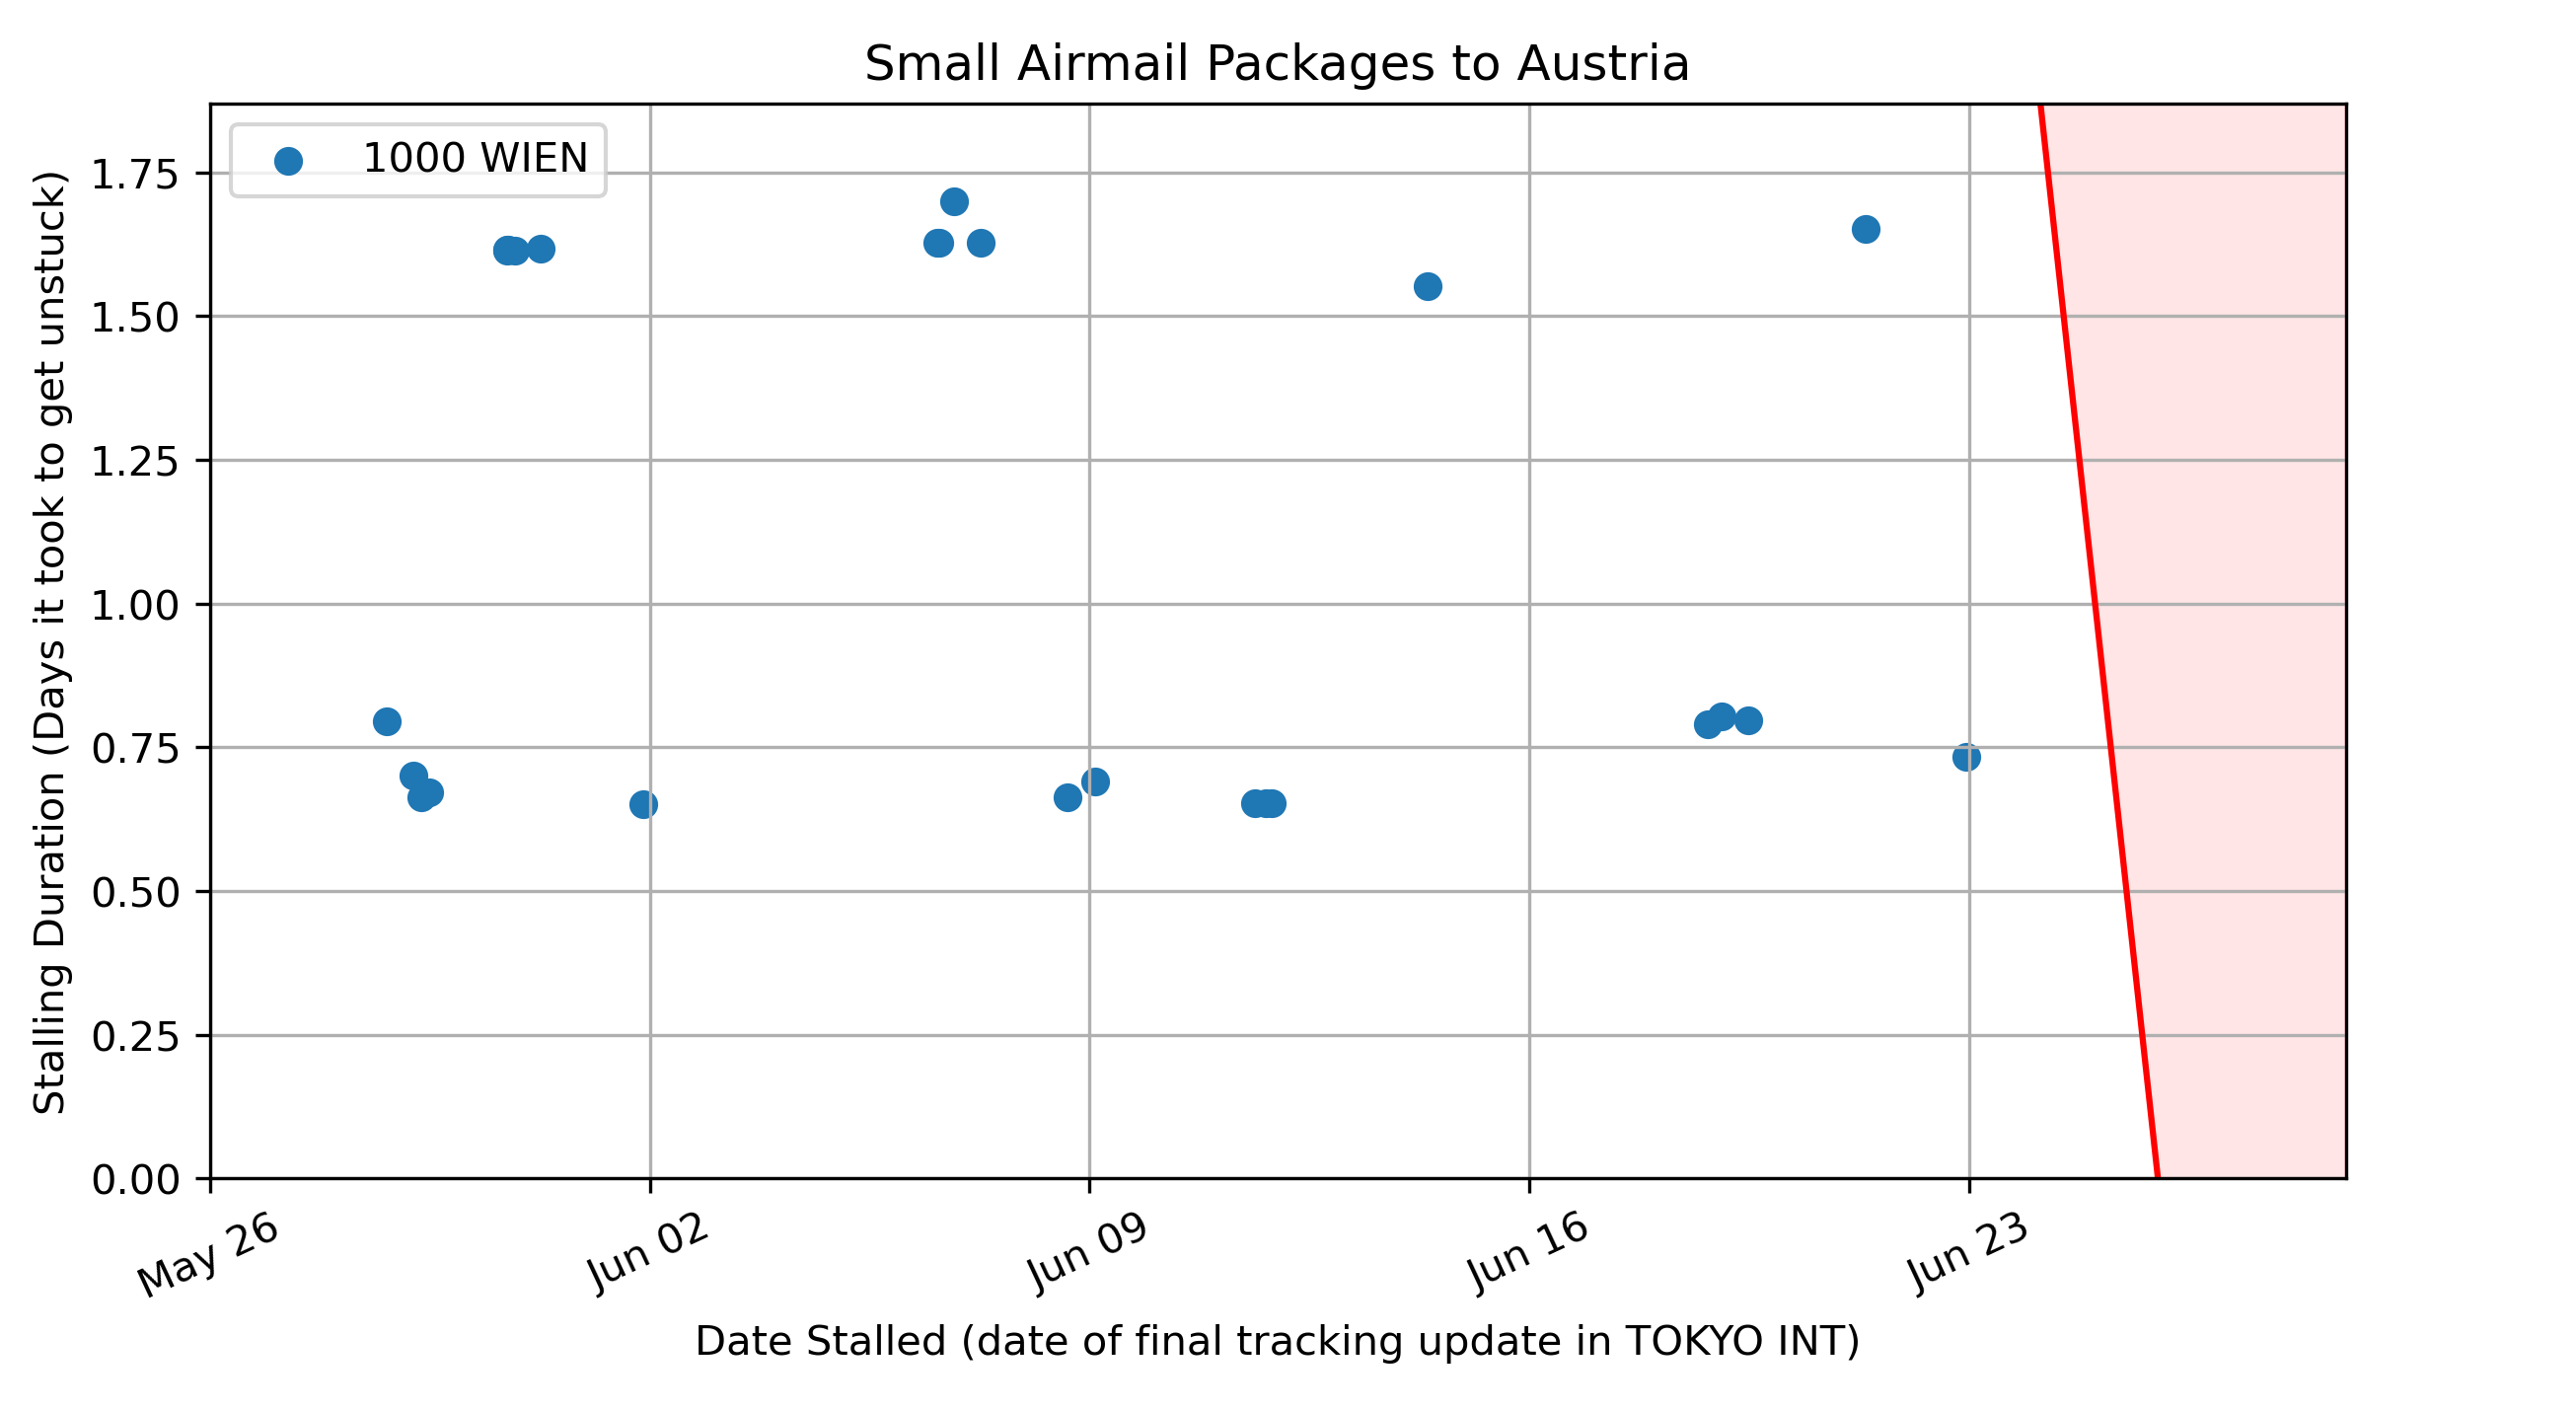 Small Airmail Packages to Austria
1000 WIEN
Stalling Duration (Days it took to get unstuck)
1.75
1.50
1.25
1.00
0.75
0.50
0.25
0.00
May 26
Jun 02
Jun 09
Jun 16
Jun 23
Date Stalled (date of final tracking update in TOKYO INT)